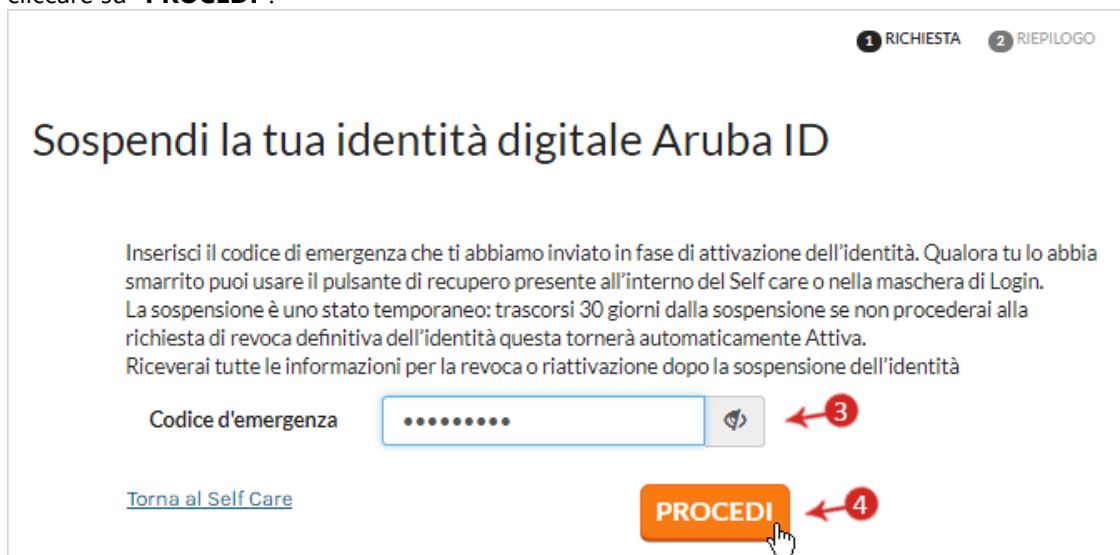 cliccare su "PROCEDI".
1 RICHIESTA 2 RIEPILOGO
Sospendi la tua identità digitale Aruba ID
Inserisci il codice di emergenza che ti abbiamo inviato in fase di attivazione dell'identità. Qualora tu lo abbia
smarrito puoi usare il pulsante di recupero presente all'interno del Self care o nella maschera di Login.
La sospensione è uno stato temporaneo: trascorsi 30 giorni dalla sospensione se non procederai alla
richiesta di revoca definitiva dell'identità questa tornerà automaticamente Attiva.
Riceverai tutte le informazioni per la revoca o riattivazione dopo la sospensione dell'identità
Codice d'emergenza ••••••••• 3
Torna al Self Care PROCEDI 4